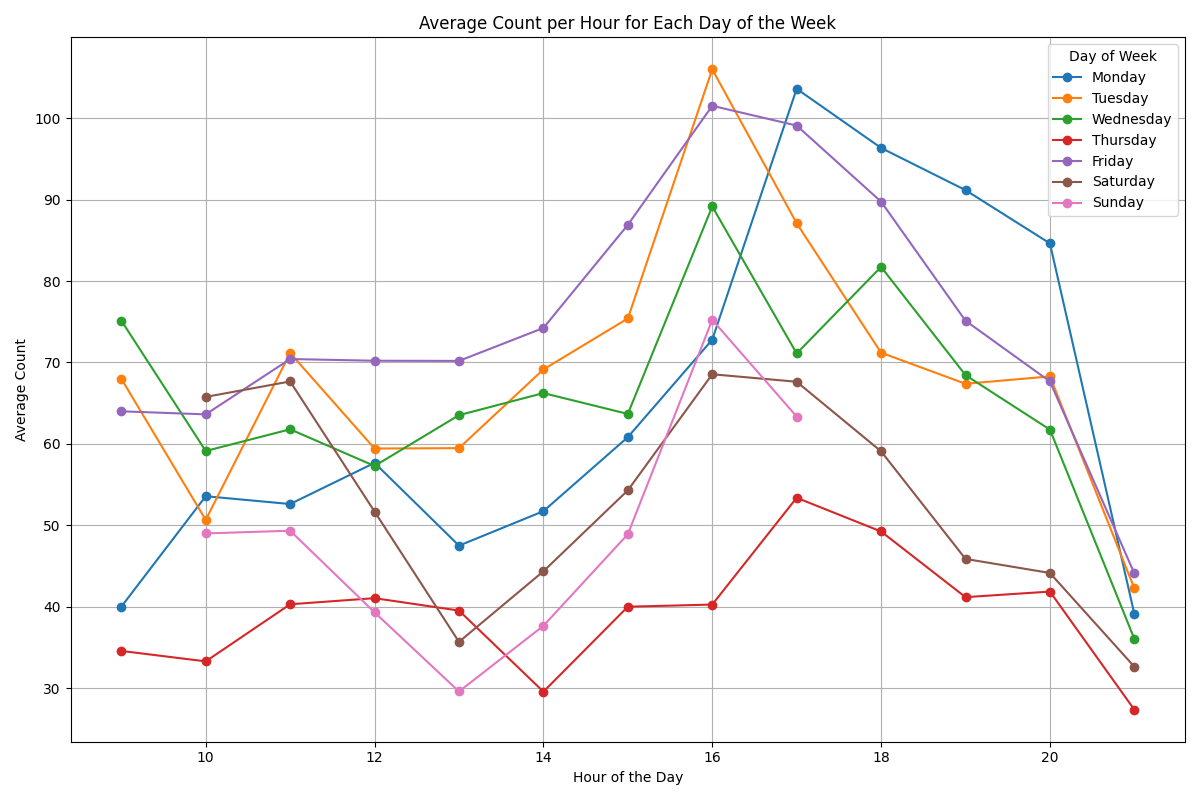 Average Count per Hour for Each Day of the Week
Day of Week
Monday
Tuesday
Wednesday
Thursday
Friday
Saturday
Sunday
Average Count
100
90
80
70
60
50
40
30
10 12 14 16 18 20
Hour of the Day